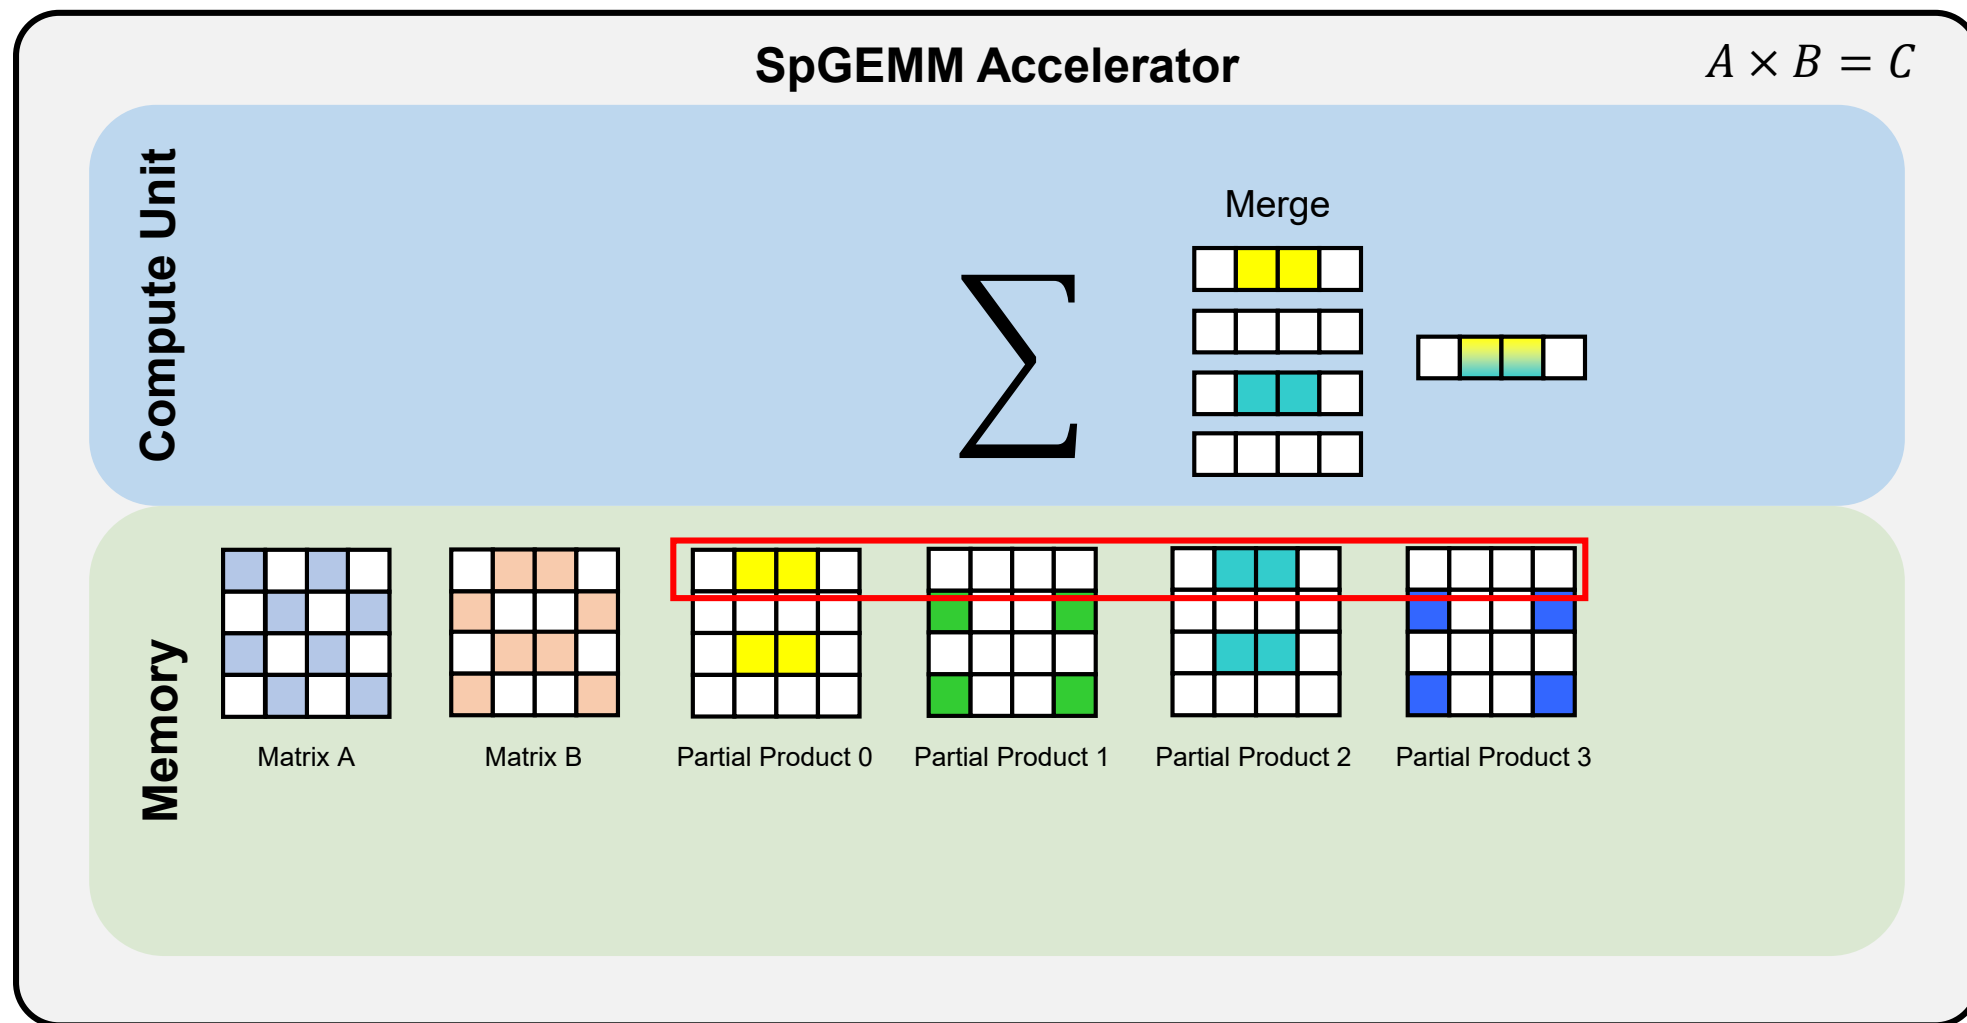 SpGEMM Accelerator
A × B = C
Compute Unit
Merge
∑
Memory
Matrix A
Matrix B
Partial Product 0
Partial Product 1
Partial Product 2
Partial Product 3